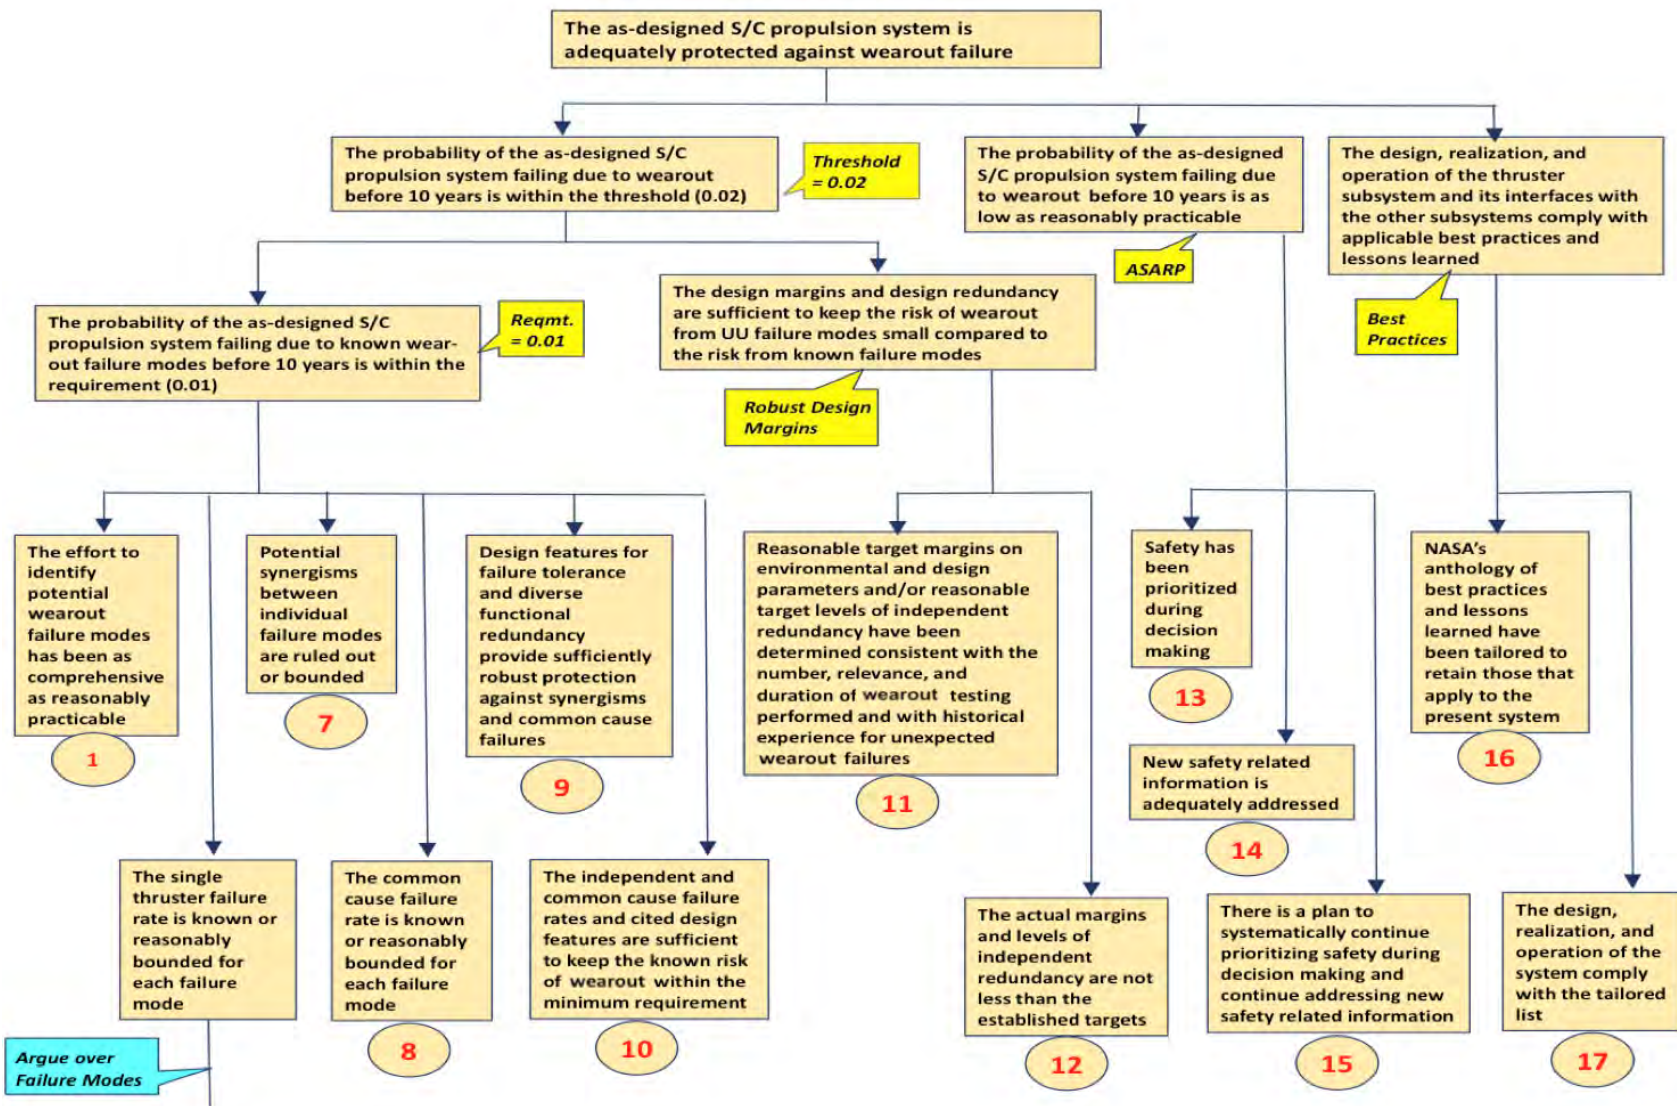 The as-designed S/C propulsion system is
adequately protected against wearout failure
The probability of the as-designed S/C
propulsion system failing due to wearout
before 10 years is within the threshold (0.02)
Threshold
= 0.02
The probability of the as-designed
S/C propulsion system failing due
to wearout before 10 years is as
low as reasonably practicable
ASARP
The design, realization, and
operation of the thruster
subsystem and its interfaces with
the other subsystems comply with
applicable best practices and
lessons learned
Best
Practices
The probability of the as-designed S/C
propulsion system failing due to known wear-
out failure modes before 10 years is within the
requirement (0.01)
Reqmt.
= 0.01
The design margins and design redundancy
are sufficient to keep the risk of wearout
from UU failure modes small compared to
the risk from known failure modes
Robust Design
Margins
The effort to
identify
potential
wearout
failure modes
has been as
comprehensive
as reasonably
practicable
1
Potential
synergisms
between
individual
failure modes
are ruled out
or bounded
7
Design features for
failure tolerance
and diverse
functional
redundancy
provide sufficiently
robust protection
against synergisms
and common cause
failures
9
Reasonable target margins on
environmental and design
parameters and/or reasonable
target levels of independent
redundancy have been
determined consistent with the
number, relevance, and
duration of wearout testing
performed and with historical
experience for unexpected
wearout failures
11
Safety has
been
prioritized
during
decision
making
13
NASA's
anthology of
best practices
and lessons
learned have
been tailored to
retain those that
apply to the
present system
16
New safety related
information is
adequately addressed
14
The single
thruster failure
rate is known or
reasonably
bounded for
each failure
mode
Argue over
Failure Modes
The common
cause failure
rate is known
or reasonably
bounded for
each failure
mode
8
The independent and
common cause failure
rates and cited design
features are sufficient
to keep the known risk
of wearout within the
minimum requirement
10
The actual margins
and levels of
independent
redundancy are not
less than the
established targets
12
There is a plan to
systematically continue
prioritizing safety during
decision making and
continue addressing new
safety related information
15
The design,
realization, and
operation of the
system comply
with the tailored
list
17